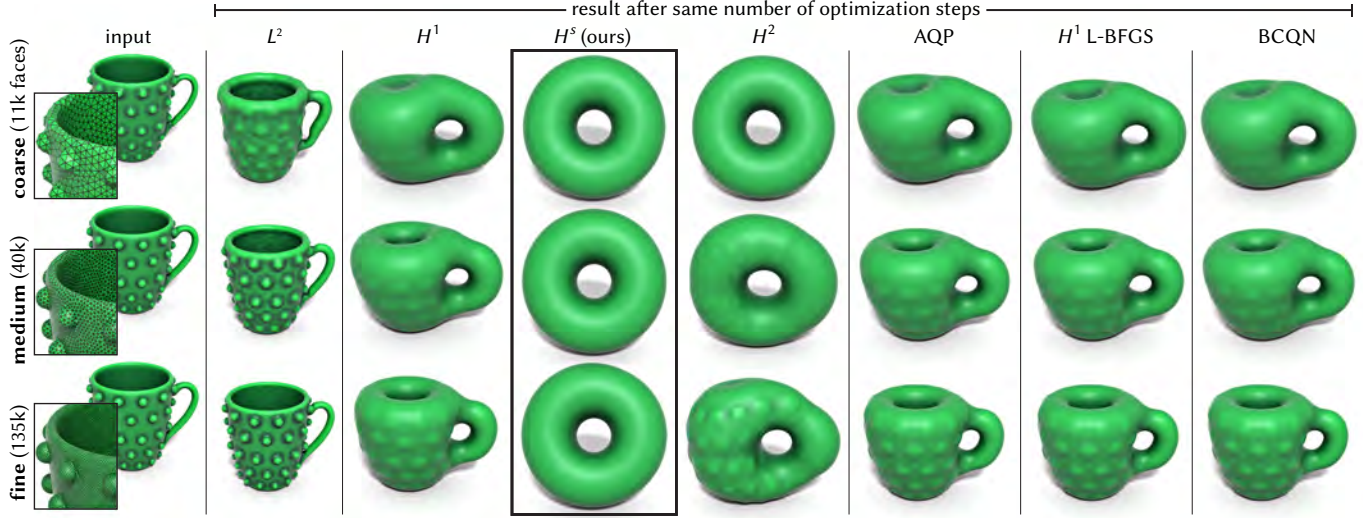 result after same number of optimization steps
input
L²
H¹
Hˢ (ours)
H²
AQP
H¹ L-BFGS
BCQN
coarse (11k faces)
medium (40k)
fine (135k)